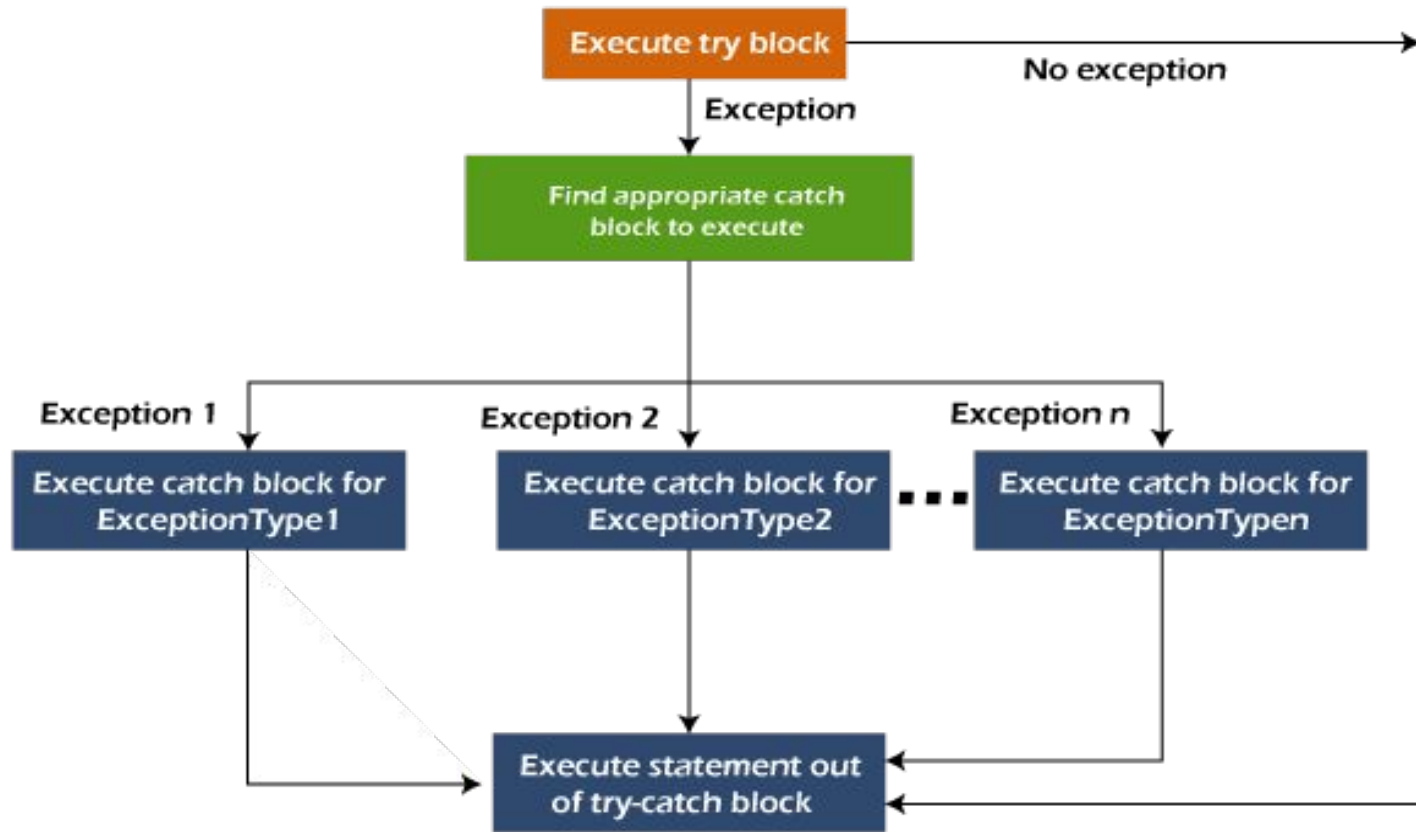 Execute try block
No exception
Exception
Find appropriate catch
block to execute
Exception 1
Exception 2
Exception n
Execute catch block for
ExceptionType1
Execute catch block for
ExceptionType2
Execute catch block for
ExceptionTypen
Execute statement out
of try-catch block